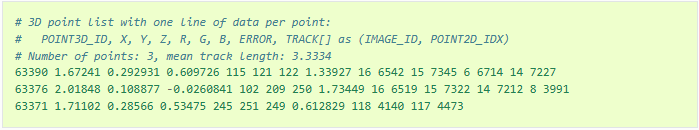 # 3D point list with one line of data per point:
#   POINT3D_ID, X, Y, Z, R, G, B, ERROR, TRACK[] as (IMAGE_ID, POINT2D_IDX)
# Number of points: 3, mean track length: 3.3334
63390 1.67241 0.292931 0.609726 115 121 122 1.33927 16 6542 15 7345 6 6714 14 7227
63376 2.01848 0.108877 -0.0260841 102 209 250 1.73449 16 6519 15 7322 14 7212 8 3991
63371 1.71102 0.28566 0.53475 245 251 249 0.612829 118 4140 117 4473